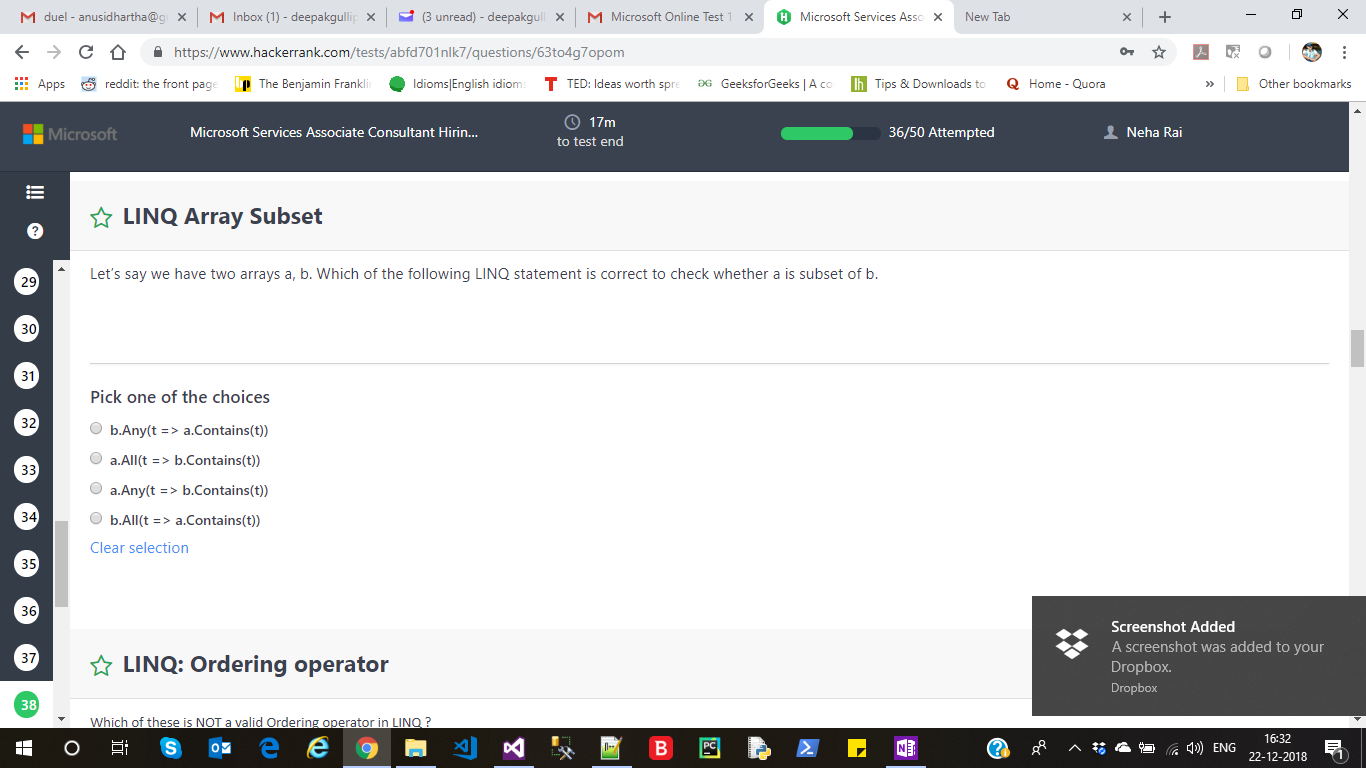 duel - anusidhartha@g
Inbox (1) - deepakgullip
(3 unread) - deepakgull
Microsoft Online Test 1
Microsoft Services Asso
New Tab
https://www.hackerrank.com/tests/abfd701nlk7/questions/63to4g7opom
Apps
reddit: the front page
The Benjamin Franklin
Idioms|English idioms
TED: Ideas worth spre
GeeksforGeeks | A co
Tips & Downloads to
Home - Quora
»
Other bookmarks
Microsoft
Microsoft Services Associate Consultant Hirin...
17m
to test end
36/50 Attempted
Neha Rai
?
29
30
31
32
33
34
35
36
37
38
LINQ Array Subset
Let's say we have two arrays a, b. Which of the following LINQ statement is correct to check whether a is subset of b.
Pick one of the choices
b.Any(t => a.Contains(t))
a.All(t => b.Contains(t))
a.Any(t => b.Contains(t))
b.All(t => a.Contains(t))
Clear selection
LINQ: Ordering operator
Which of these is NOT a valid Ordering operator in LINQ ?
Screenshot Added
A screenshot was added to your
Dropbox.
Dropbox
ENG
16:32
22-12-2018
1